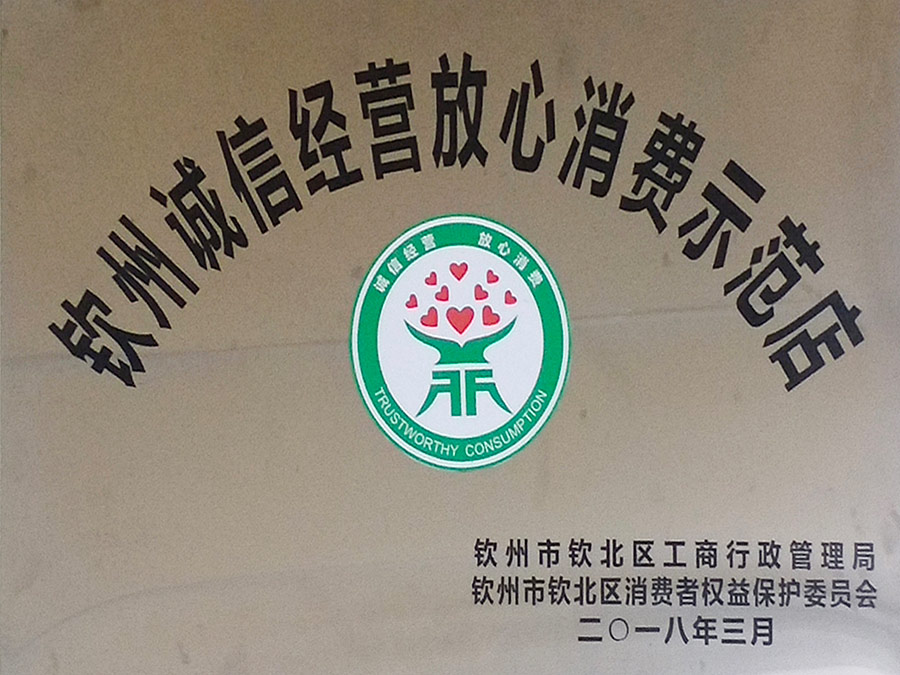 钦州诚信经营放心消费示范店
诚信经营 放心消费
TRUSTWORTHY CONSUMPTION
钦州市钦北区工商行政管理局
钦州市钦北区消费者权益保护委员会
二〇一八年三月